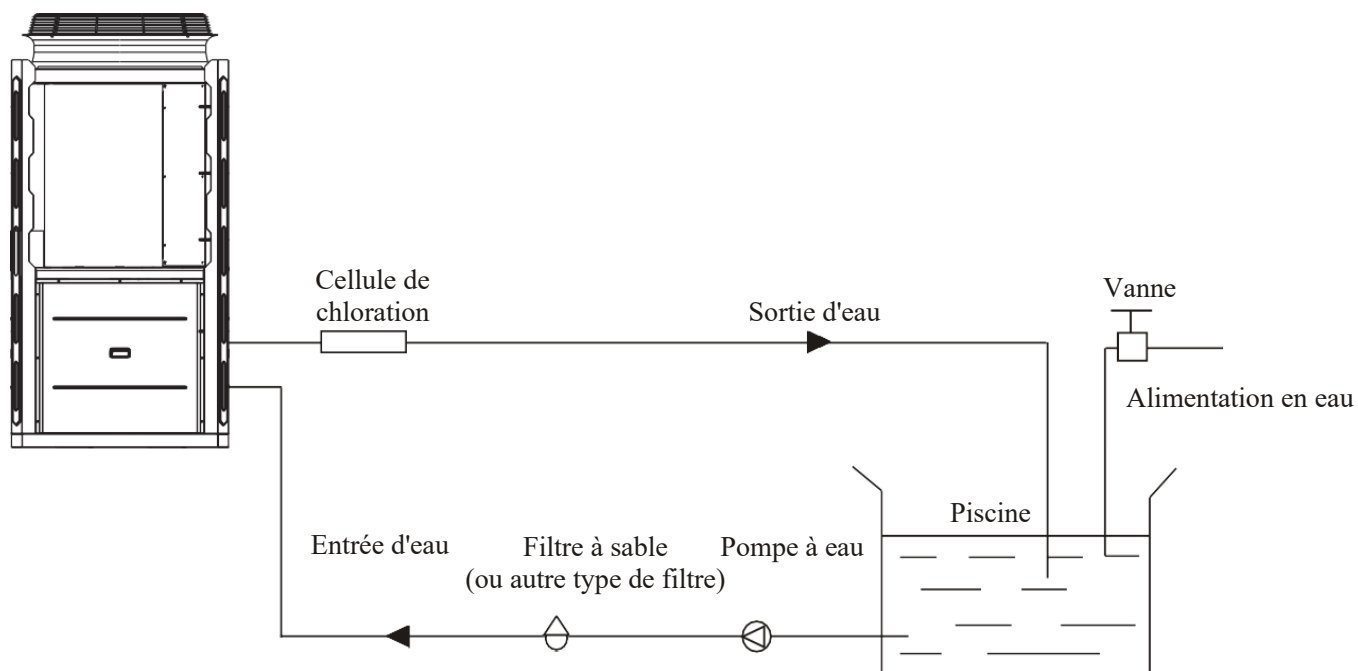 Cellule de
chloration
Sortie d'eau
Vanne
Alimentation en eau
Piscine
Entrée d'eau
Filtre à sable
(ou autre type de filtre)
Pompe à eau